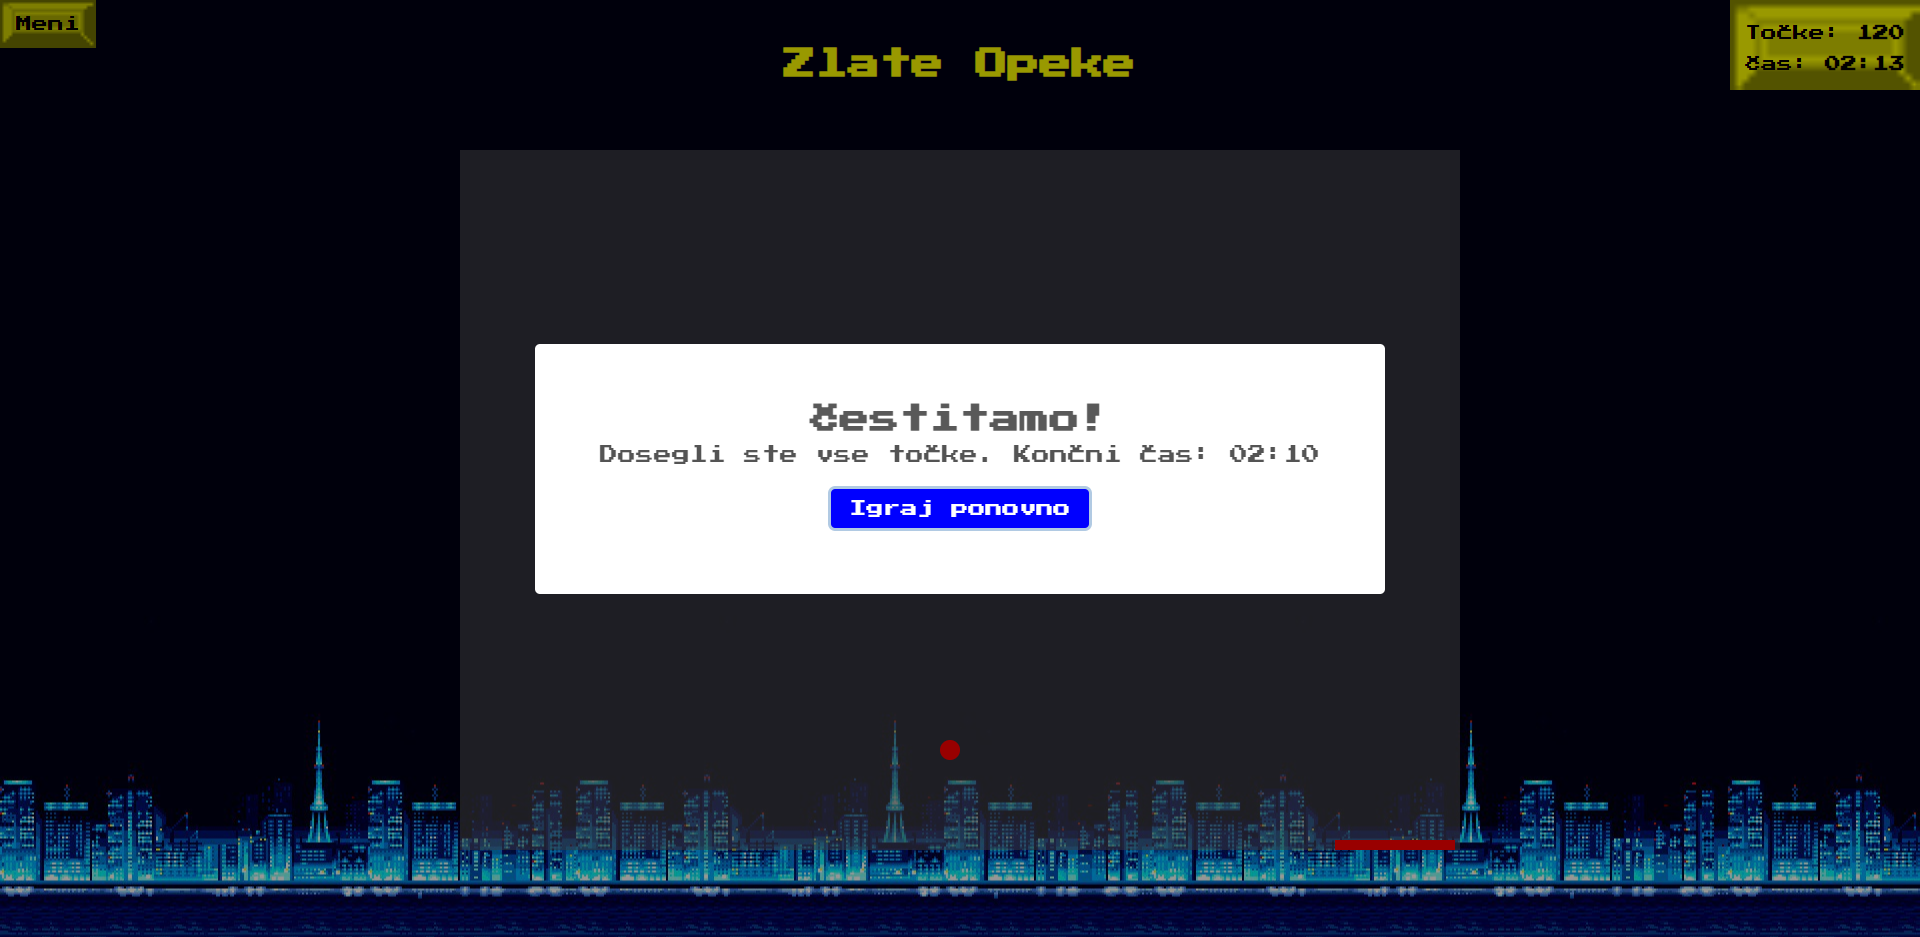 Meni
Zlate Opeke
Točke: 120
čas: 02:13
čestitamo!
Dosegli ste vse točke. Končni čas: 02:10
Igraj ponovno